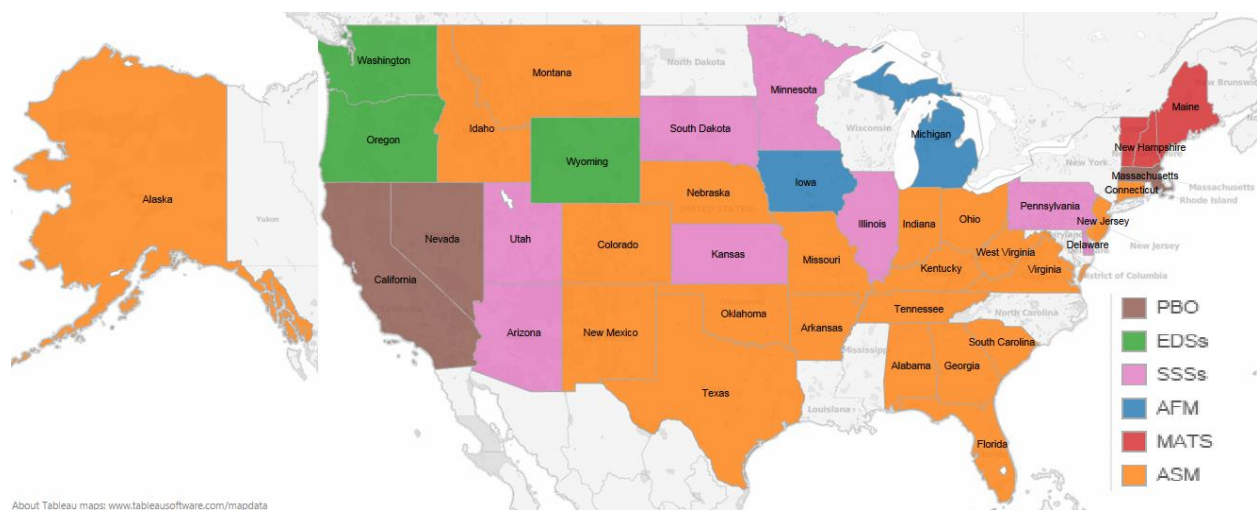 Washington
Montana
North Dakota
Minnesota
Maine
New Brunswick
Oregon
Idaho
South Dakota
Wisconsin
Michigan
New Hampshire
Wyoming
New York
Massachusetts
Alaska
Yukon
Nebraska
Iowa
Connecticut
Massachusetts
Rhode Island
Nevada
Utah
Colorado
Illinois
Indiana
Ohio
Pennsylvania
New Jersey
New Jersey
Delaware
California
Kansas
Missouri
West Virginia
Kentucky
Virginia
District of Columbia
Arizona
New Mexico
Oklahoma
Arkansas
Tennessee
North Carolina
Mississippi
Alabama
Georgia
South Carolina
Texas
Louisiana
Florida
PBO
EDSs
SSSs
AFM
MATS
ASM
About Tableau maps: www.tableausoftware.com/mapdata